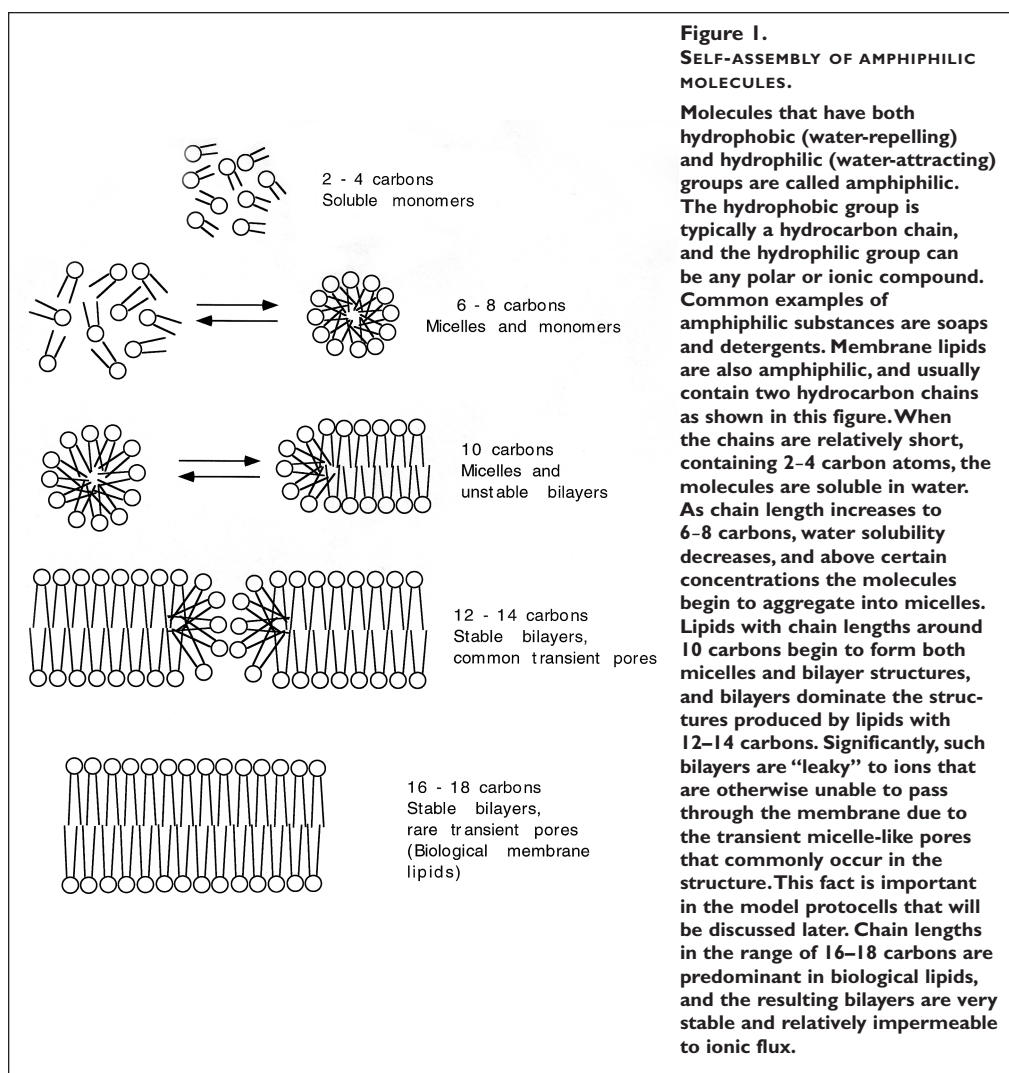 2 - 4 carbons
Soluble monomers
6 - 8 carbons
Micelles and monomers
10 carbons
Micelles and
unstable bilayers
12 - 14 carbons
Stable bilayers,
common transient pores
16 - 18 carbons
Stable bilayers,
rare transient pores
(Biological membrane
lipids)
Figure 1.
SELF-ASSEMBLY OF AMPHIPHILIC
MOLECULES.
Molecules that have both
hydrophobic (water-repelling)
and hydrophilic (water-attracting)
groups are called amphiphilic.
The hydrophobic group is
typically a hydrocarbon chain,
and the hydrophilic group can
be any polar or ionic compound.
Common examples of
amphiphilic substances are soaps
and detergents. Membrane lipids
are also amphiphilic, and usually
contain two hydrocarbon chains
as shown in this figure. When
the chains are relatively short,
containing 2–4 carbon atoms, the
molecules are soluble in water.
As chain length increases to
6–8 carbons, water solubility
decreases, and above certain
concentrations the molecules
begin to aggregate into micelles.
Lipids with chain lengths around
10 carbons begin to form both
micelles and bilayer structures,
and bilayers dominate the struc-
tures produced by lipids with
12–14 carbons. Significantly, such
bilayers are “leaky” to ions that
are otherwise unable to pass
through the membrane due to
the transient micelle-like pores
that commonly occur in the
structure. This fact is important
in the model protocells that will
be discussed later. Chain lengths
in the range of 16–18 carbons are
predominant in biological lipids,
and the resulting bilayers are very
stable and relatively impermeable
to ionic flux.